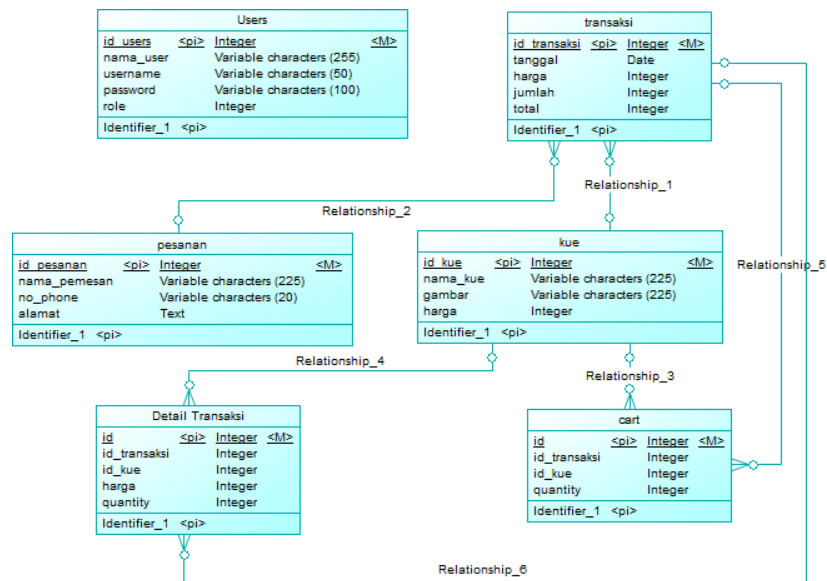 Users
id_users <pi> Integer <M>
nama_user Variable characters (255)
username Variable characters (50)
password Variable characters (100)
role Integer
Identifier_1 <pi>
transaksi
id_transaksi <pi> Integer <M>
tanggal Date
harga Integer
jumlah Integer
total Integer
Identifier_1 <pi>
Relationship_1
Relationship_2
pesanan
id_pesanan <pi> Integer <M>
nama_pemesan Variable characters (225)
no_phone Variable characters (20)
alamat Text
Identifier_1 <pi>
kue
id_kue <pi> Integer <M>
nama_kue Variable characters (225)
gambar Variable characters (225)
harga Integer
Identifier_1 <pi>
Relationship_5
Relationship_4
Relationship_3
Detail Transaksi
id <pi> Integer <M>
id_transaksi Integer
id_kue Integer
harga Integer
quantity Integer
Identifier_1 <pi>
cart
id <pi> Integer <M>
id_transaksi Integer
id_kue Integer
quantity Integer
Identifier_1 <pi>
Relationship_6